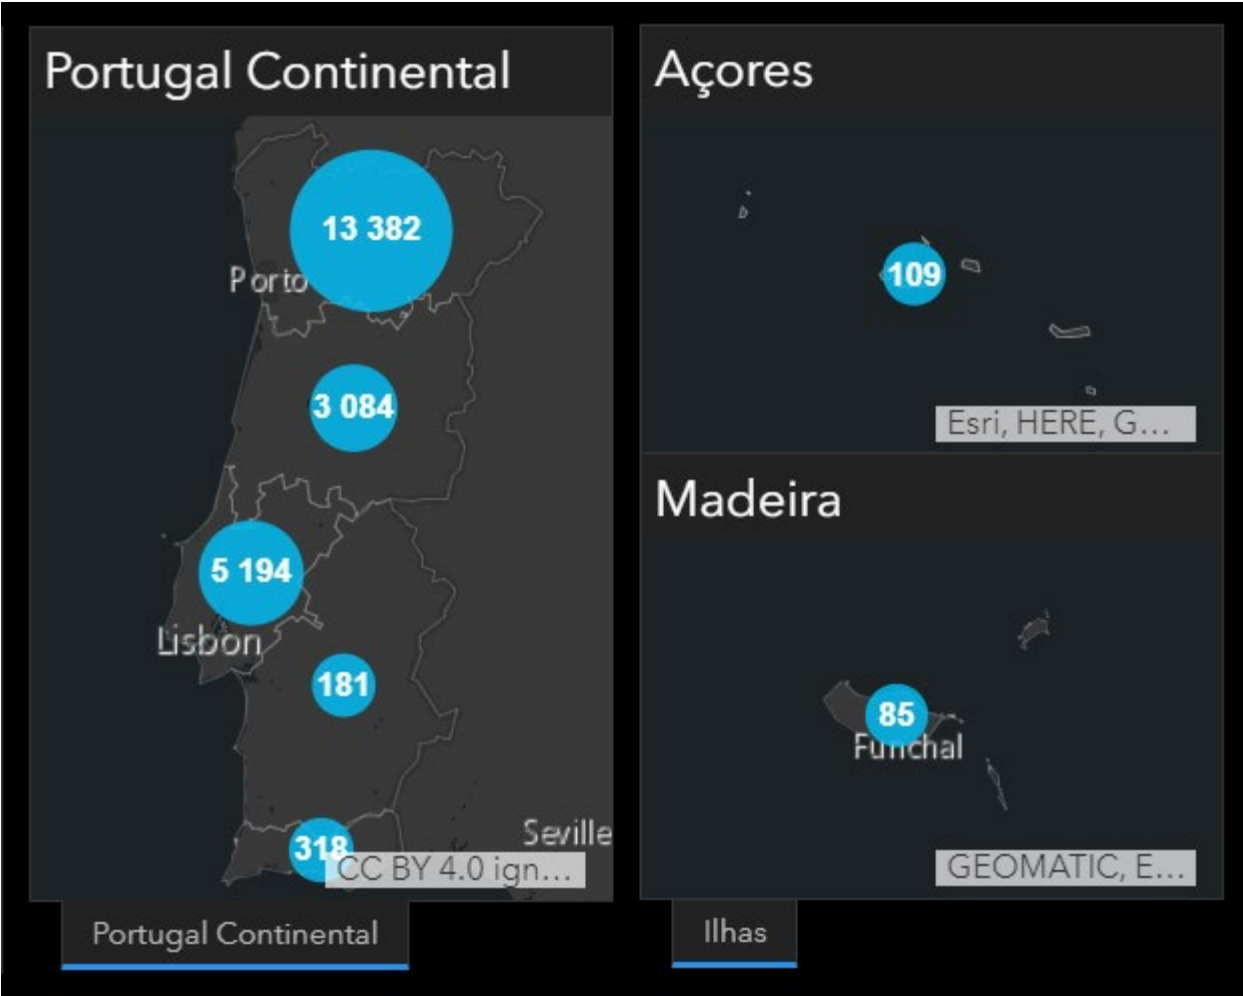 Portugal Continental
13 382
Porto
3 084
5 194
Lisbon
181
Seville
318
CC BY 4.0 ign...
Portugal Continental
Açores
109
Esri, HERE, G...
Madeira
85
Funchal
GEOMATIC, E...
Ilhas